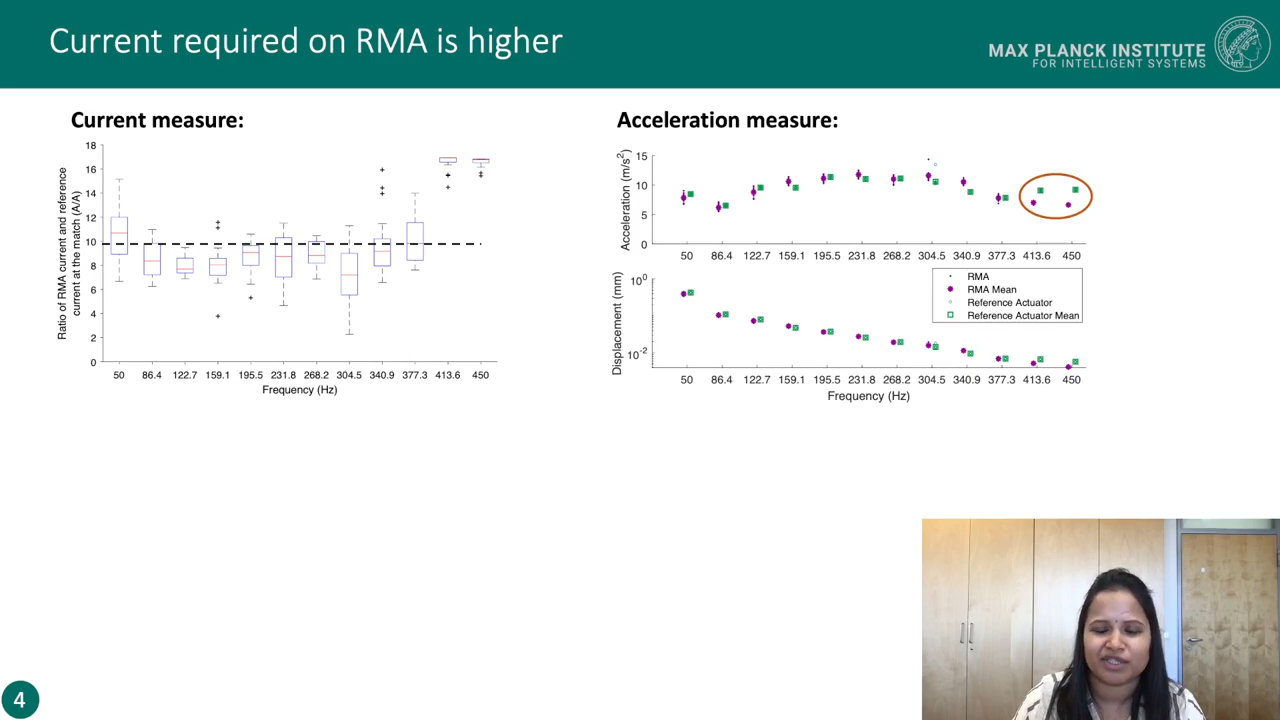 Current required on RMA is higher
MAX PLANCK INSTITUTE
FOR INTELLIGENT SYSTEMS
Current measure:
Ratio of RMA current and reference
current at the match (A/A)
18
16
14
12
10
8
6
4
2
0
50 86.4 122.7 159.1 195.5 231.8 268.2 304.5 340.9 377.3 413.6 450
Frequency (Hz)
Acceleration measure:
Acceleration (m/s²)
15
10
5
0
50 86.4 122.7 159.1 195.5 231.8 268.2 304.5 340.9 377.3 413.6 450
Displacement (mm)
10⁰
10⁻²
RMA
RMA Mean
Reference Actuator
Reference Actuator Mean
50 86.4 122.7 159.1 195.5 231.8 268.2 304.5 340.9 377.3 413.6 450
Frequency (Hz)
4